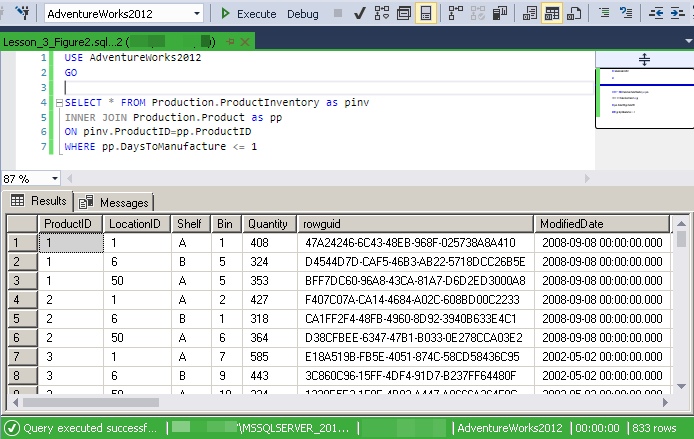 AdventureWorks2012 Execute Debug
Lesson_3_Figure2.sql...2 (
1 USE AdventureWorks2012
2 GO
3
4 SELECT * FROM Production.ProductInventory as pinv
5 INNER JOIN Production.Product as pp
6 ON pinv.ProductID=pp.ProductID
7 WHERE pp.DaysToManufacture <= 1
87 %
Results Messages
ProductID LocationID Shelf Bin Quantity rowguid ModifiedDate
1 1 1 A 1 408 47A24246-6C43-48EB-968F-025738A8A410 2008-09-08 00:00:00.000
2 1 6 B 5 324 D4544D7D-CAF5-46B3-AB22-5718DCC26B5E 2008-09-08 00:00:00.000
3 1 50 A 5 353 BFF7DC60-96A8-43CA-81A7-D6D2ED3000A8 2008-09-08 00:00:00.000
4 2 1 A 2 427 F407C07A-CA14-4684-A02C-608BD00C2233 2008-09-08 00:00:00.000
5 2 6 B 1 318 CA1FF2F4-48FB-4960-8D92-3940B633E4C1 2008-09-08 00:00:00.000
6 2 50 A 6 364 D38CFBEE-6347-47B1-B033-0E278CCA03E2 2008-09-08 00:00:00.000
7 3 1 A 7 585 E18A519B-FB5E-4051-874C-58CD58436C95 2002-05-02 00:00:00.000
8 3 6 B 9 443 3C860C96-15FF-4DF4-91D7-B237FF64480F 2002-05-02 00:00:00.000
Query executed successf... \MSSQLSERVER_201... AdventureWorks2012 00:00:00 833 rows